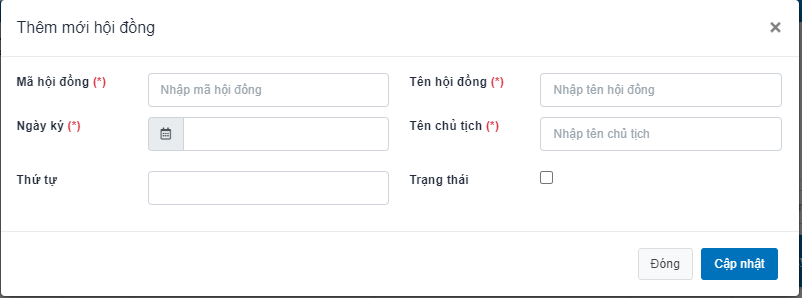 Thêm mới hội đồng ×
Mã hội đồng (*) Nhập mã hội đồng Tên hội đồng (*) Nhập tên hội đồng
Ngày ký (*) Tên chủ tịch (*) Nhập tên chủ tịch
Thứ tự Trạng thái
Đóng Cập nhật